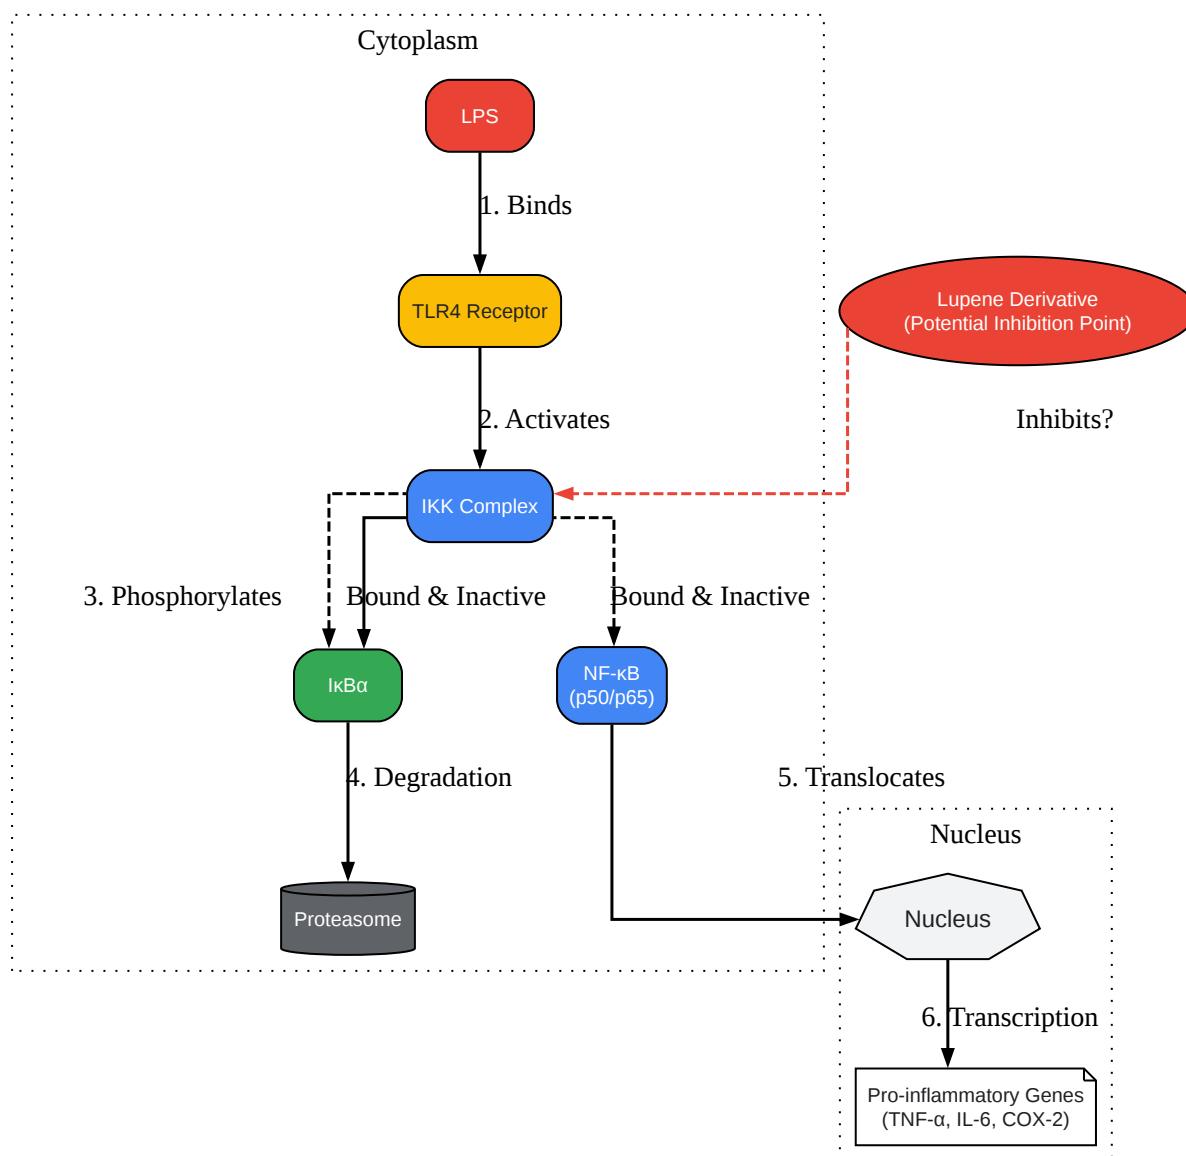 Cytoplasm
LPS
1. Binds
TLR4 Receptor
Lupene Derivative
(Potential Inhibition Point)
2. Activates
Inhibits?
IKK Complex
3. Phosphorylates
Bound & Inactive
Bound & Inactive
IκBα
NF-κB
(p50/p65)
4. Degradation
5. Translocates
Nucleus
Proteasome
Nucleus
6. Transcription
Pro-inflammatory Genes
(TNF-α, IL-6, COX-2)